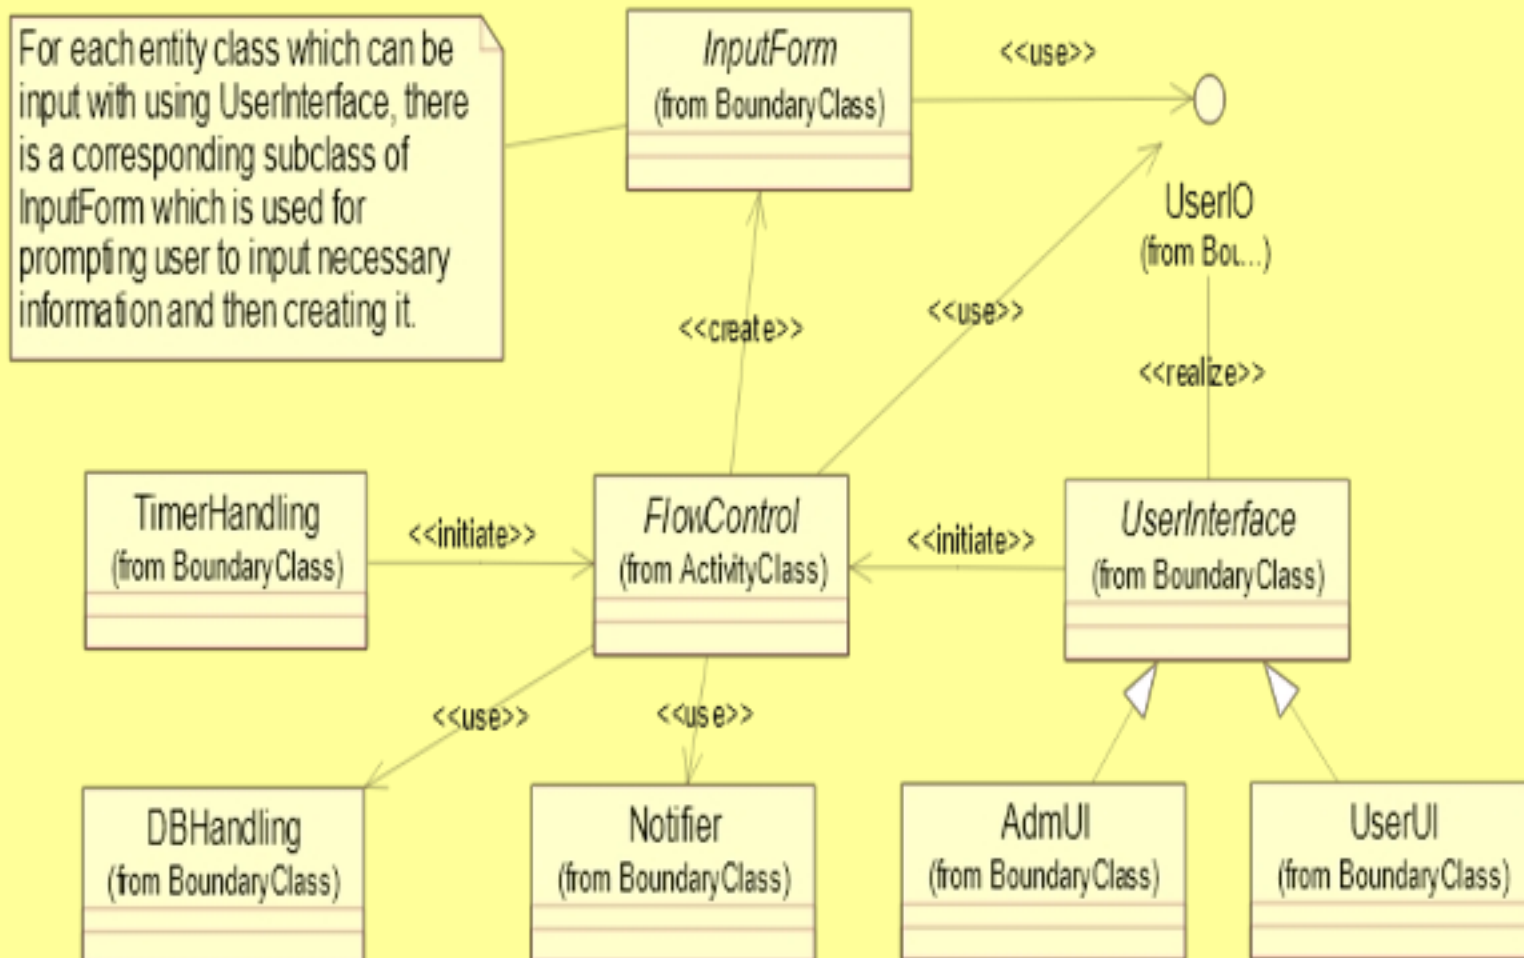 For each entity class which can be
input with using UserInterface, there
is a corresponding subclass of
InputForm which is used for
prompting user to input necessary
information and then creating it.
InputForm
(from BoundaryClass)
<<use>>
UserIO
(from Bou...)
<<create>>
<<use>>
<<realize>>
TimerHandling
(from BoundaryClass)
<<initiate>>
FlowControl
(from ActivityClass)
<<initiate>>
UserInterface
(from BoundaryClass)
<<use>>
<<use>>
DBHandling
(from BoundaryClass)
Notifier
(from BoundaryClass)
AdmUI
(from BoundaryClass)
UserUI
(from BoundaryClass)